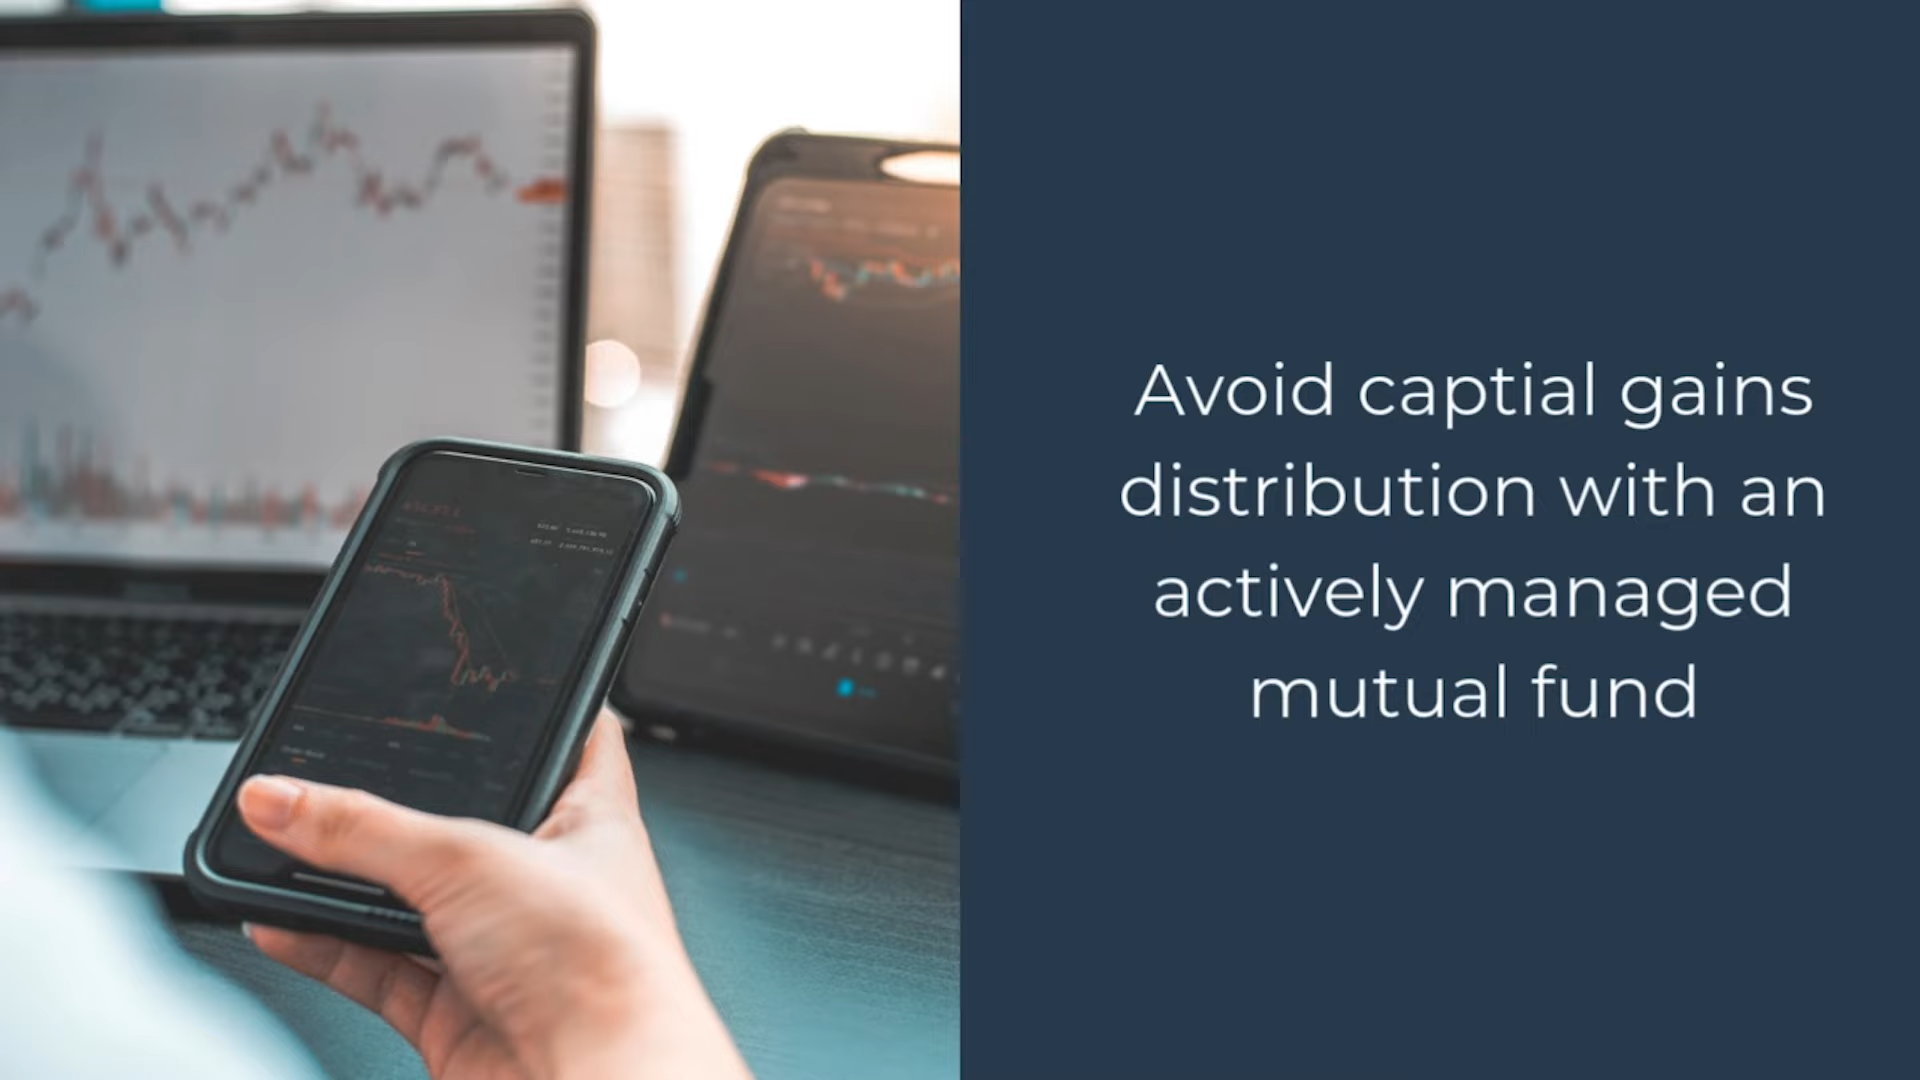 Avoid captial gains
distribution with an
actively managed
mutual fund